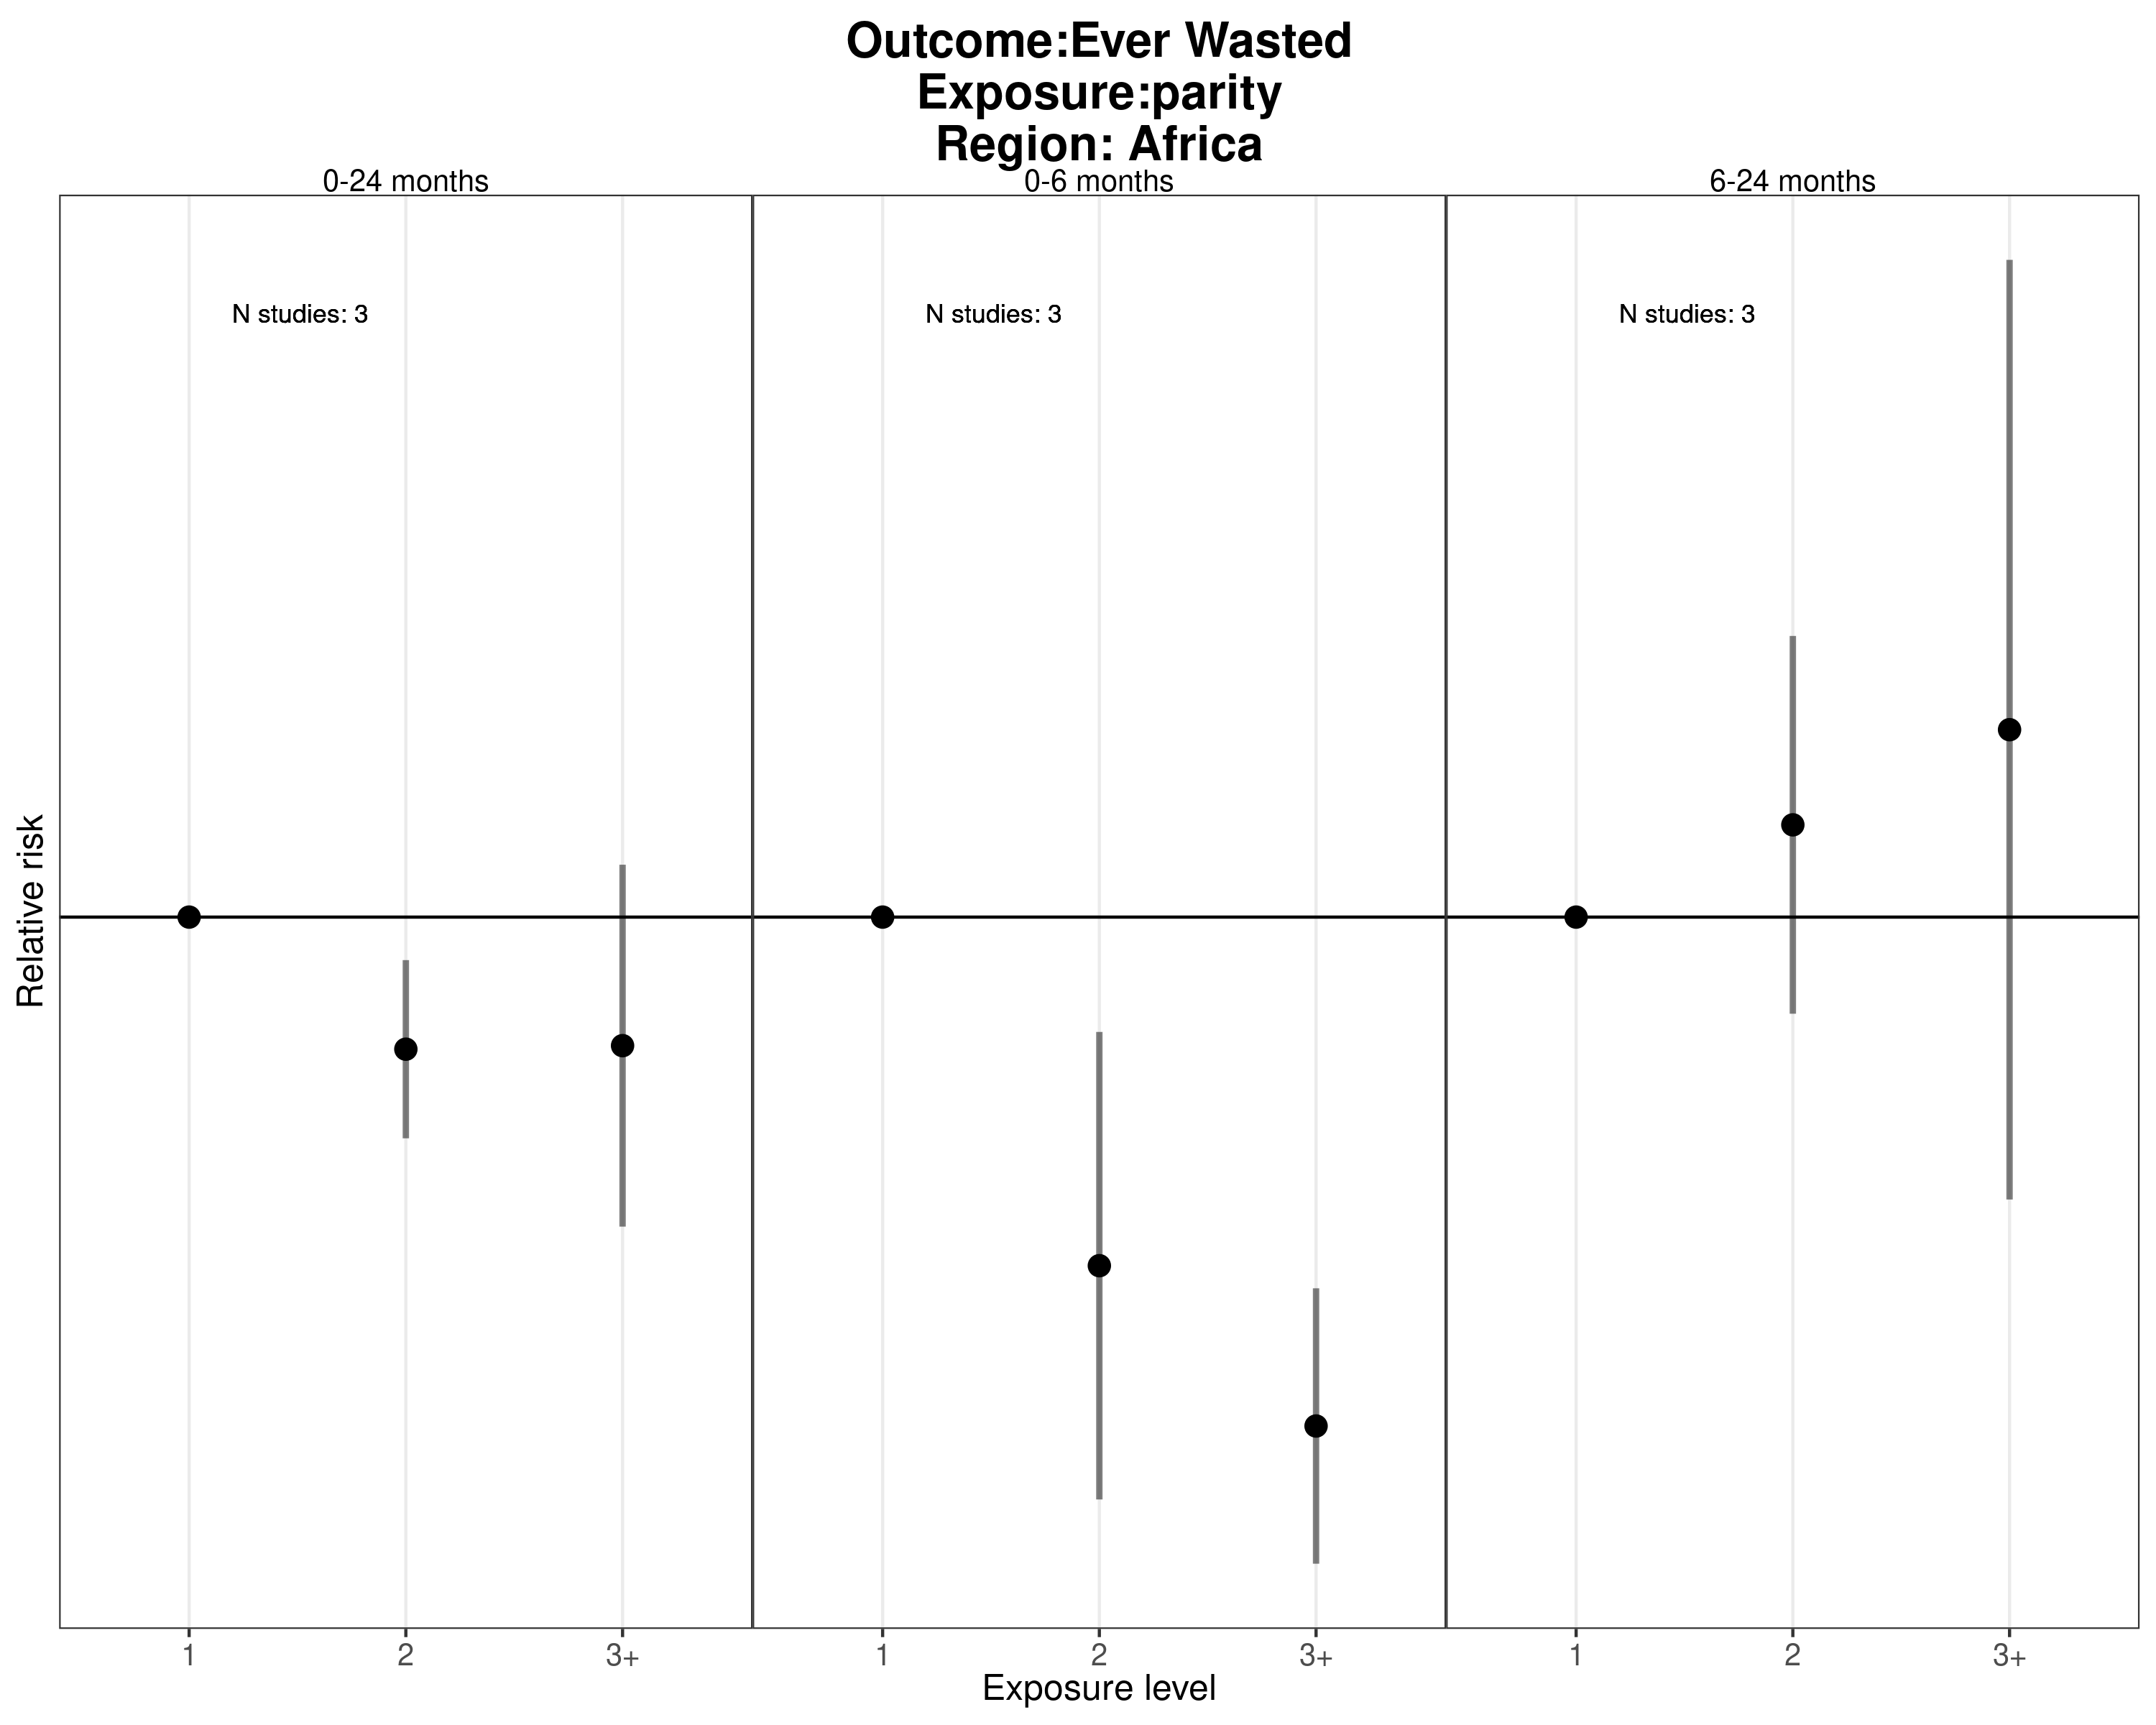 Outcome:Ever Wasted
Exposure:parity
Region: Africa
0-24 months
0-6 months
6-24 months
N studies: 3
N studies: 3
N studies: 3
Relative risk
1
2
3+
1
2
3+
1
2
3+
Exposure level